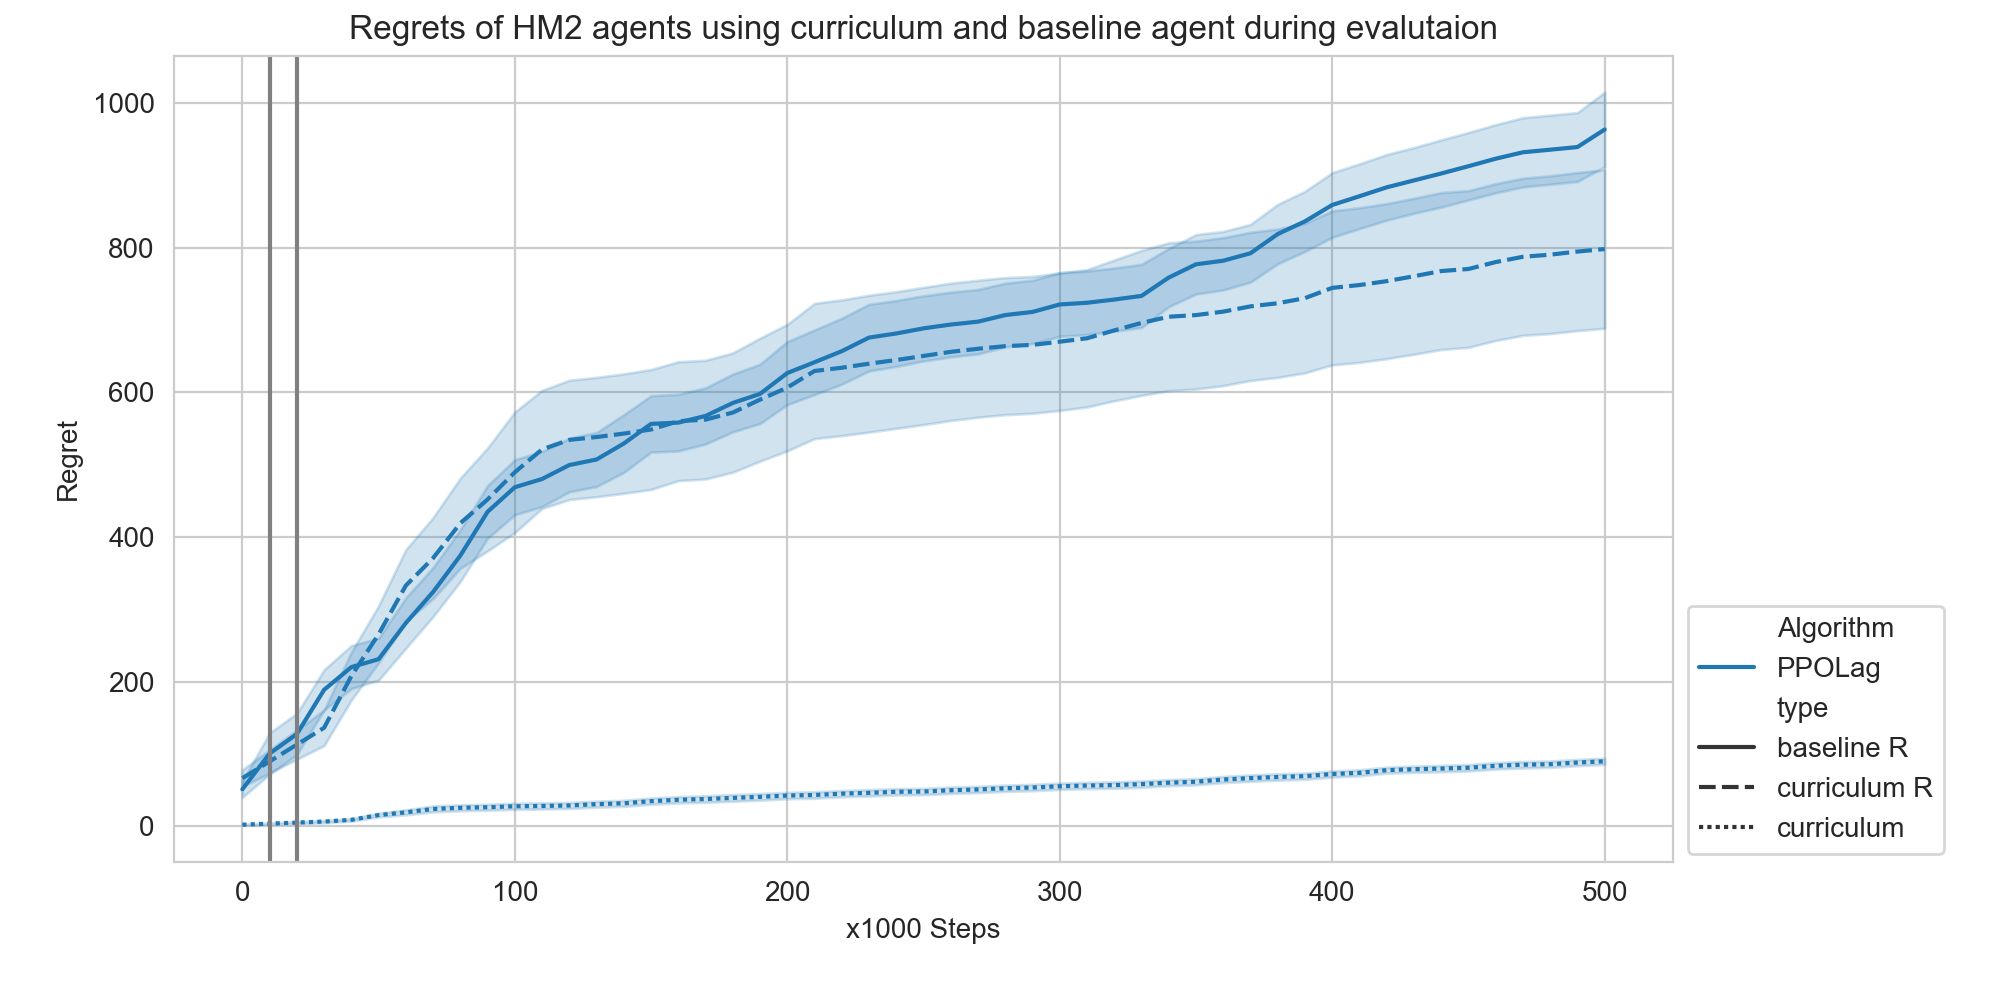 Regrets of HM2 agents using curriculum and baseline agent during evalutaion
1000
800
600
400
200
0
Regret
0 100 200 300 400 500
x1000 Steps
Algorithm
PPOLag
type
baseline R
curriculum R
curriculum